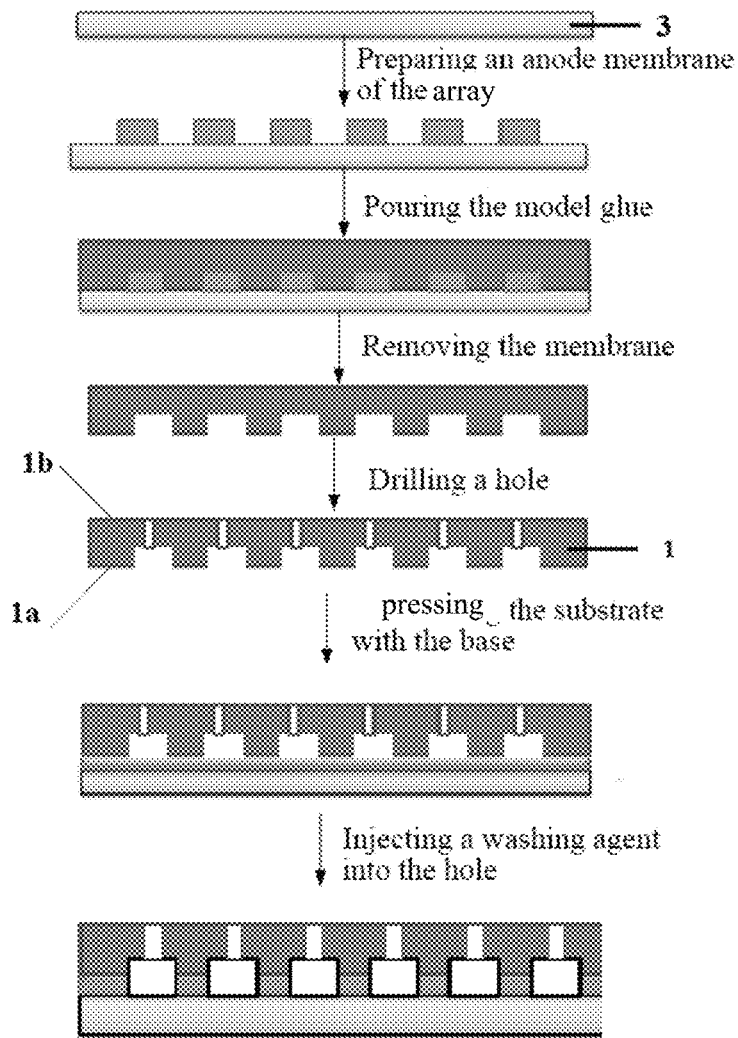 3
Preparing an anode membrane
of the array
Pouring the model glue
Removing the membrane
1b
Drilling a hole
1
1a
pressing the substrate
with the base
Injecting a washing agent
into the hole